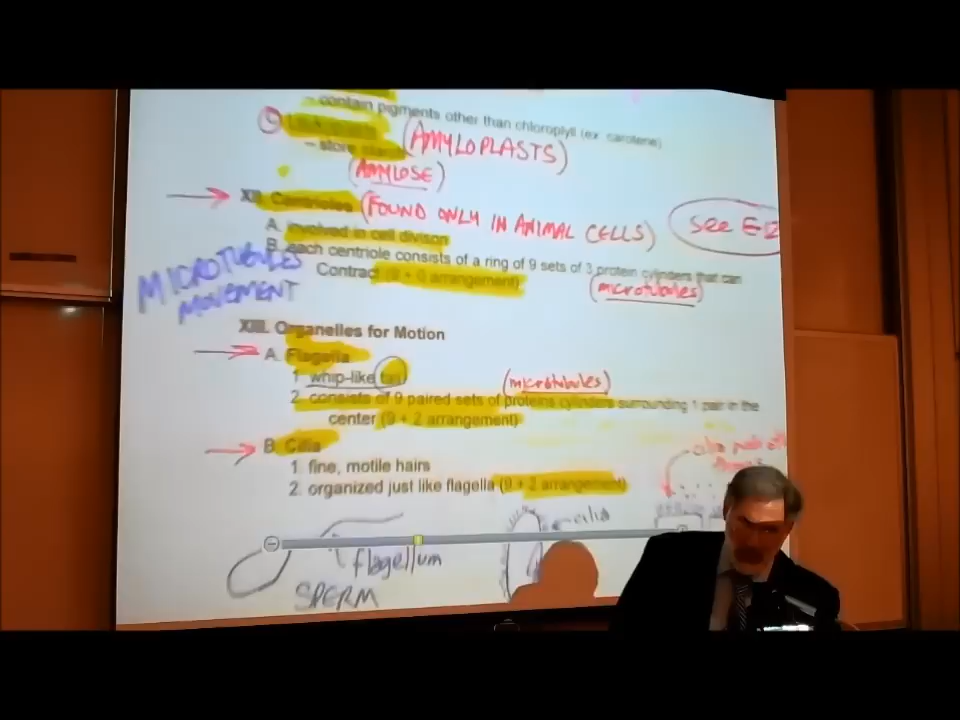 – contain pigments other than chloroplyll (ex. carotene)
– store starch (AMYLOPLASTS)
(AMYLOSE)
XII. Centrioles (FOUND ONLY IN ANIMAL CELLS) see E-12
A. involved in cell divison
B. each centriole consists of a ring of 9 sets of 3 protein cylinders that can
Contract (9 + 0 arrangement) (microtubules)
MICROTUBULES
MOVEMENT
XIII. Organelles for Motion
A. Flagella
1. whip-like tail (microtubules)
2. consists of 9 paired sets of proteins cylinders surrounding 1 pair in the
center (9 + 2 arrangement)
B. Cilia
1. fine, motile hairs
2. organized just like flagella (9 + 2 arrangement)
cilia
flagellum
SPERM